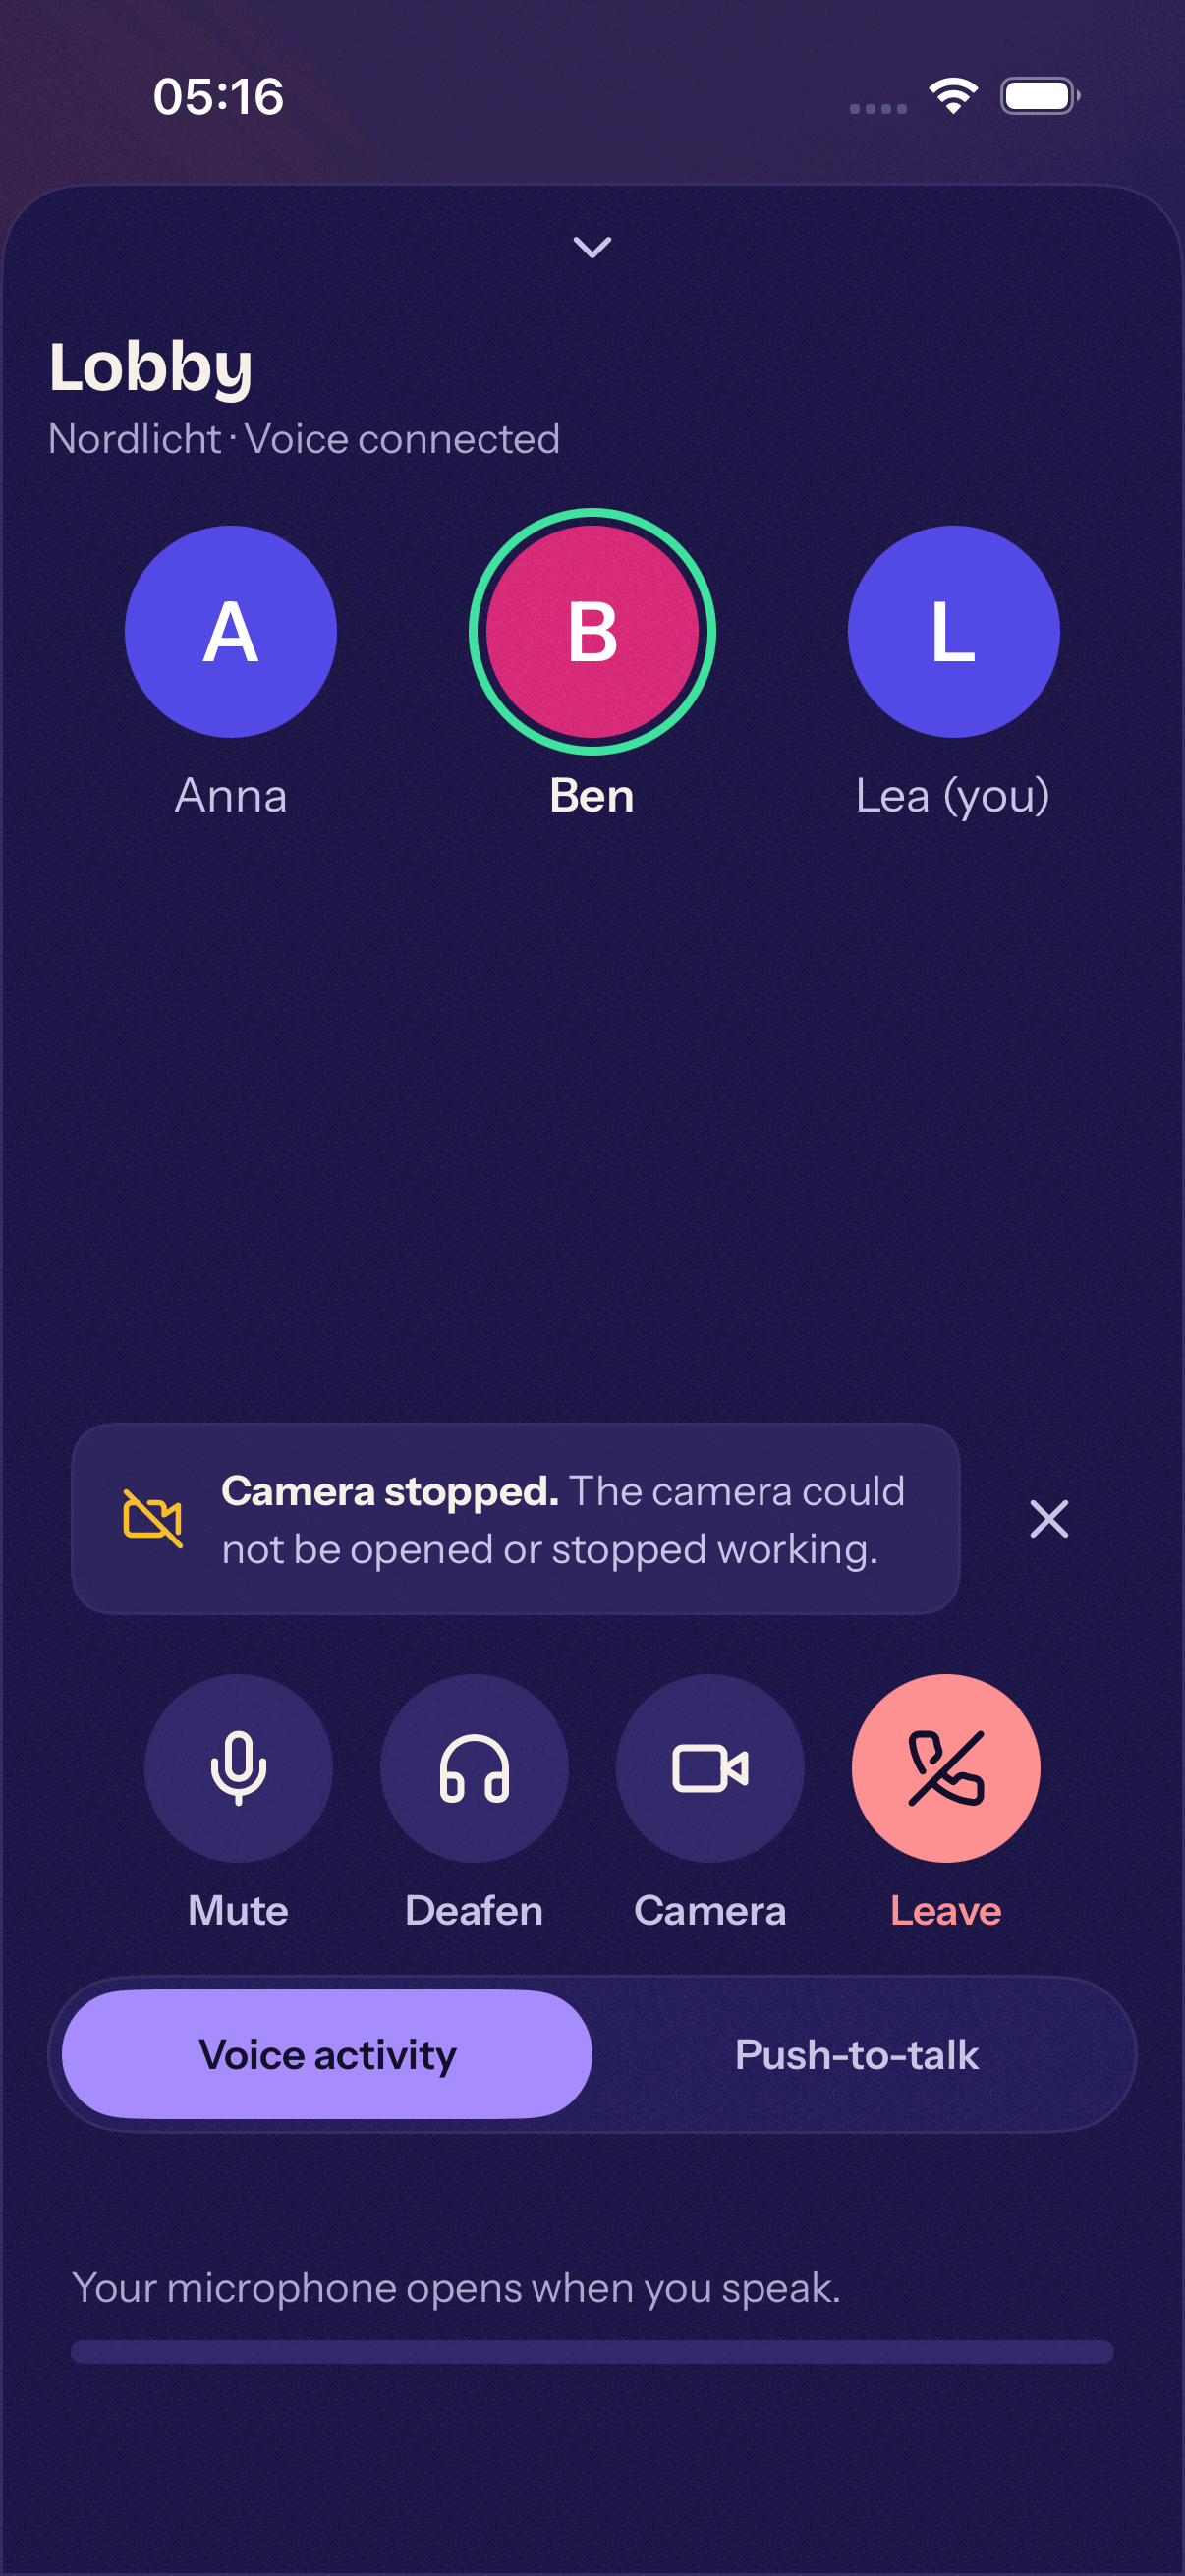 05:16
Lobby
Nordlicht · Voice connected
A
B
L
Anna
Ben
Lea (you)
Camera stopped. The camera could
not be opened or stopped working.
Mute
Deafen
Camera
Leave
Voice activity
Push-to-talk
Your microphone opens when you speak.